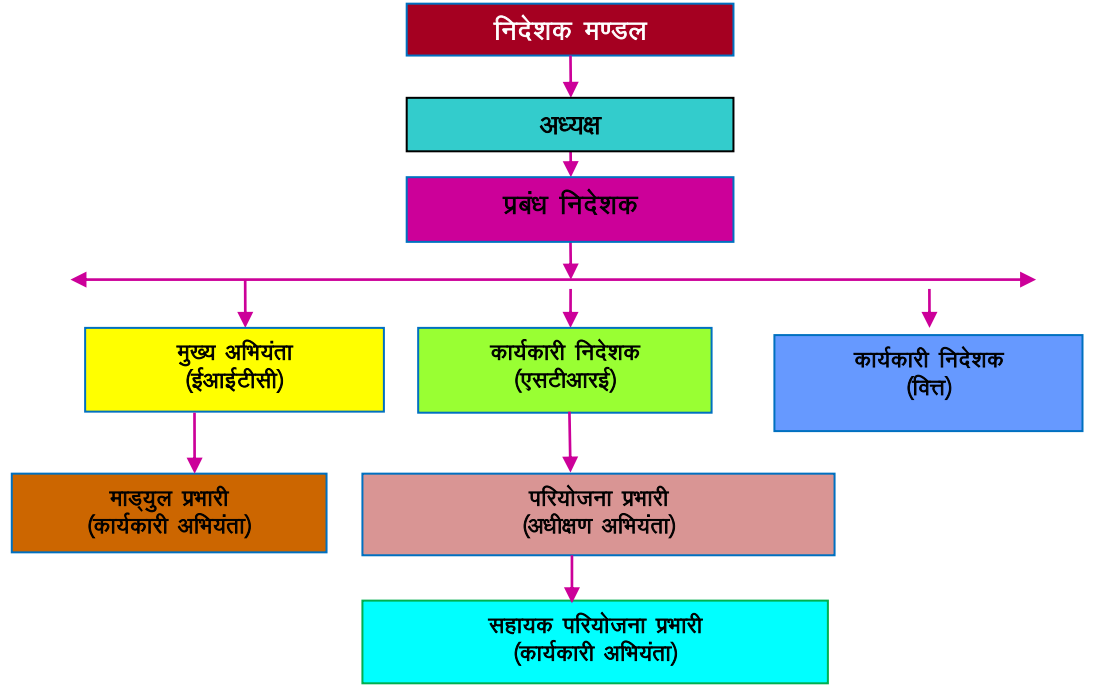 निदेशक मण्डल
अध्यक्ष
प्रबंध निदेशक
मुख्य अभियंता
(ईआईटीसी)
कार्यकारी निदेशक
(एसटीआरई)
कार्यकारी निदेशक
(वित्त)
माड्युल प्रभारी
(कार्यकारी अभियंता)
परियोजना प्रभारी
(अधीक्षण अभियंता)
सहायक परियोजना प्रभारी
(कार्यकारी अभियंता)